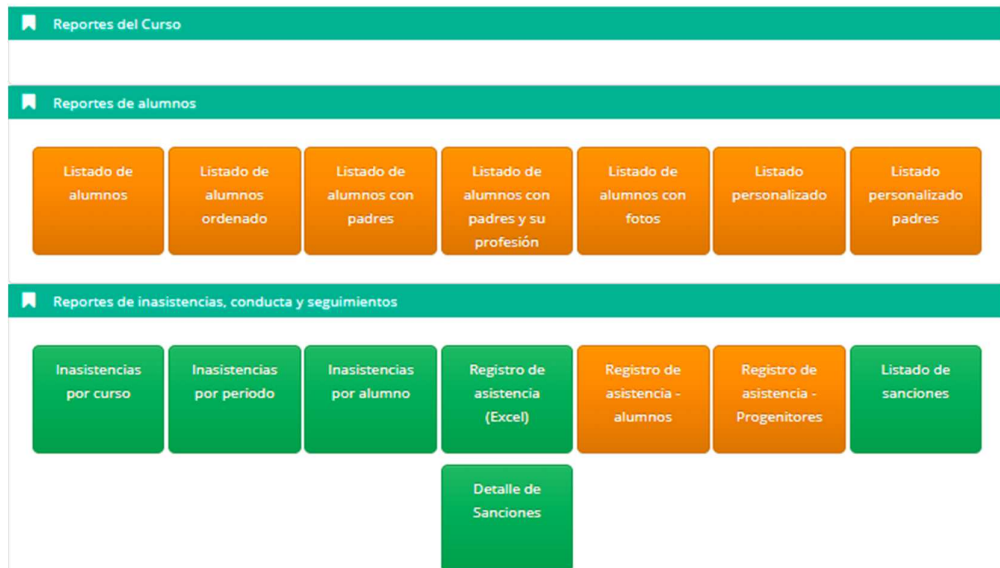 Reportes del Curso
Reportes de alumnos
Listado de
alumnos
Listado de
alumnos
ordenado
Listado de
alumnos con
padres
Listado de
alumnos con
padres y su
profesión
Listado de
alumnos con
fotos
Listado
personalizado
Listado
personalizado
padres
Reportes de inasistencias, conducta y seguimientos
Inasistencias
por curso
Inasistencias
por periodo
Inasistencias
por alumno
Registro de
asistencia
(Excel)
Registro de
asistencia -
alumnos
Registro de
asistencia -
Progenitores
Listado de
sanciones
Detalle de
Sanciones